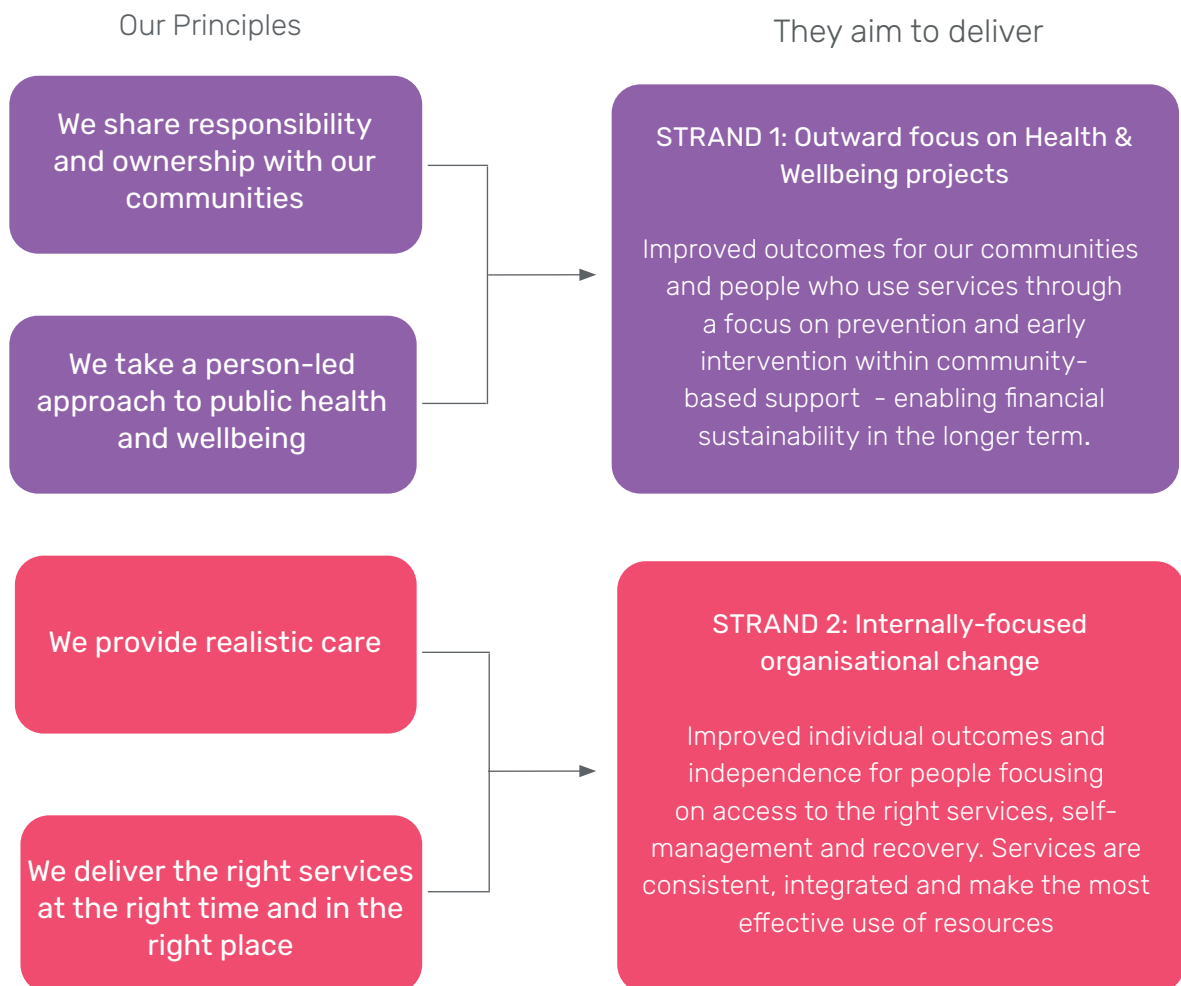 Our Principles
They aim to deliver
We share responsibility
and ownership with our
communities
We take a person-led
approach to public health
and wellbeing
STRAND 1: Outward focus on Health &
Wellbeing projects
Improved outcomes for our communities
and people who use services through
a focus on prevention and early
intervention within community-
based support - enabling financial
sustainability in the longer term.
We provide realistic care
We deliver the right services
at the right time and in the
right place
STRAND 2: Internally-focused
organisational change
Improved individual outcomes and
independence for people focusing
on access to the right services, self-
management and recovery. Services are
consistent, integrated and make the most
effective use of resources